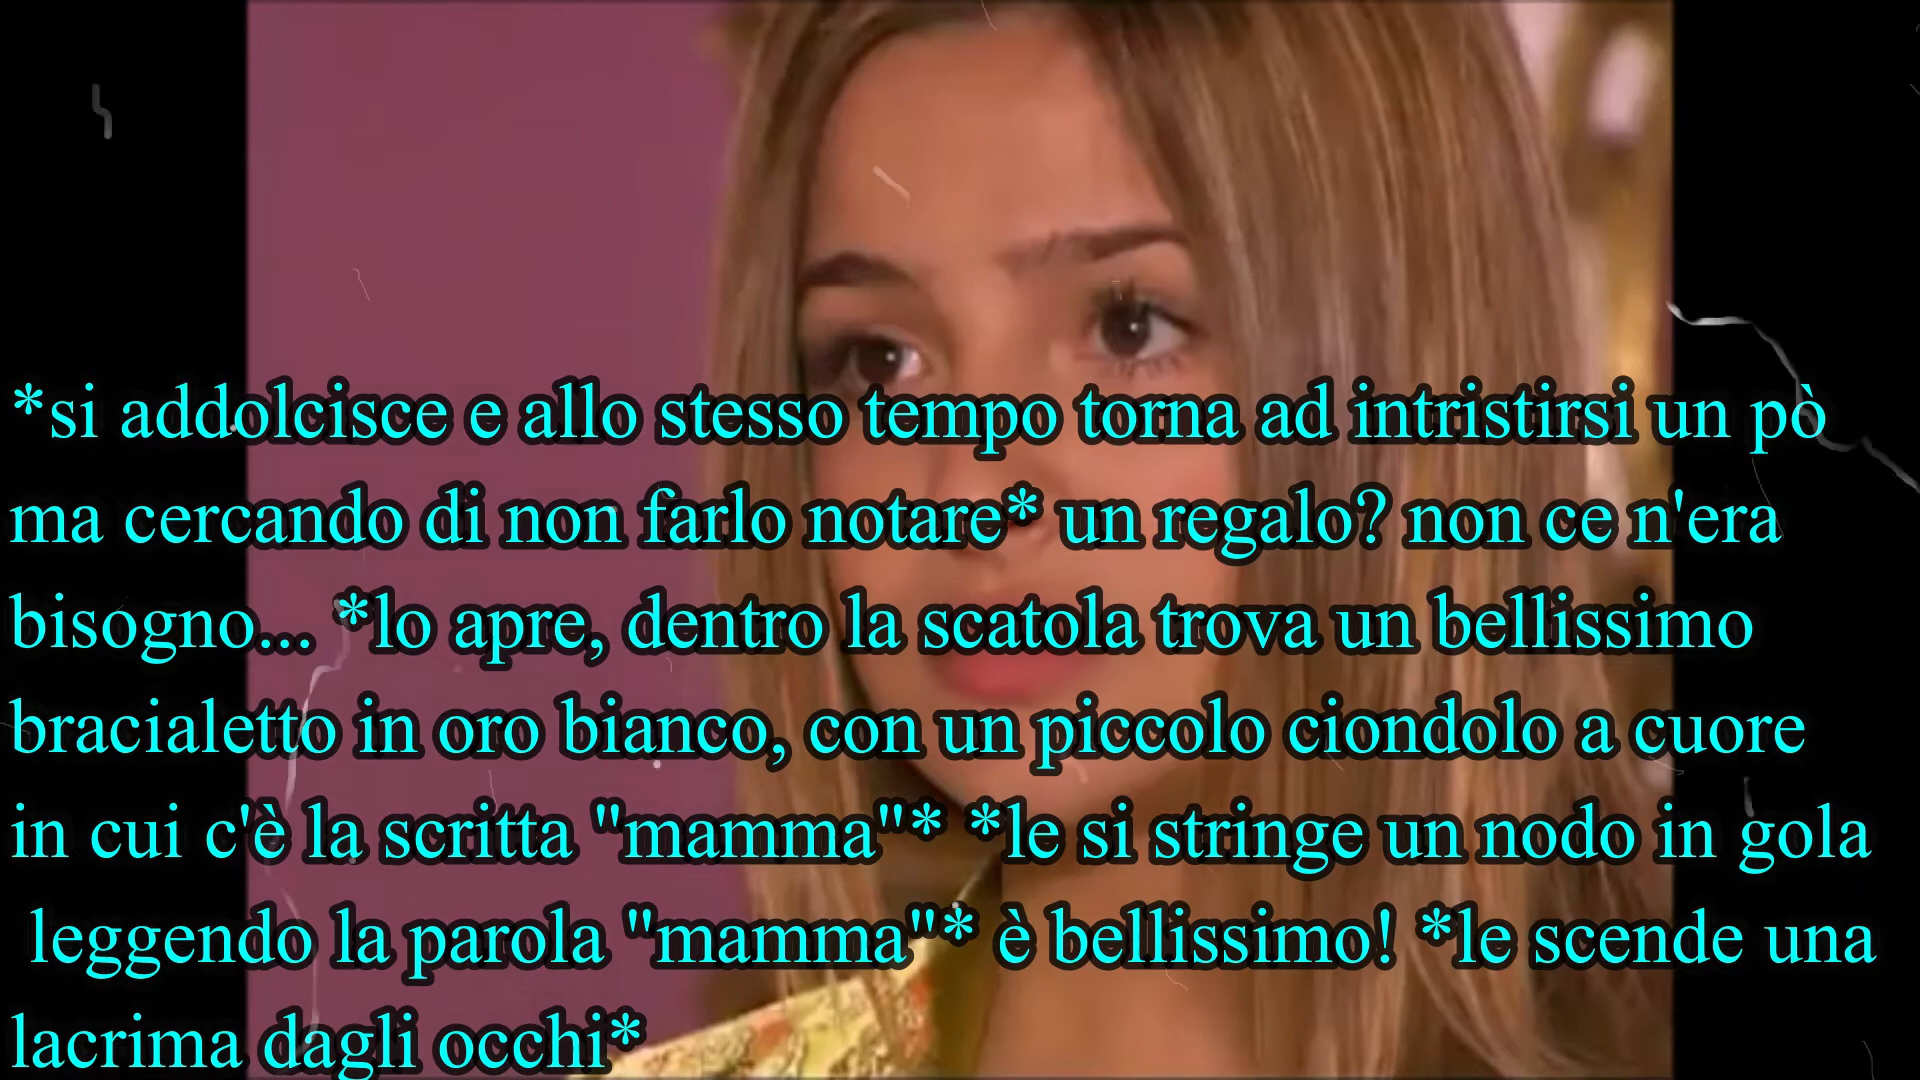 *si addolcisce e allo stesso tempo torna ad intristirsi un pò
ma cercando di non farlo notare* un regalo? non ce n'era
bisogno... *lo apre, dentro la scatola trova un bellissimo
bracialetto in oro bianco, con un piccolo ciondolo a cuore
in cui c'è la scritta "mamma"* *le si stringe un nodo in gola
leggendo la parola "mamma"* è bellissimo! *le scende una
lacrima dagli occhi*